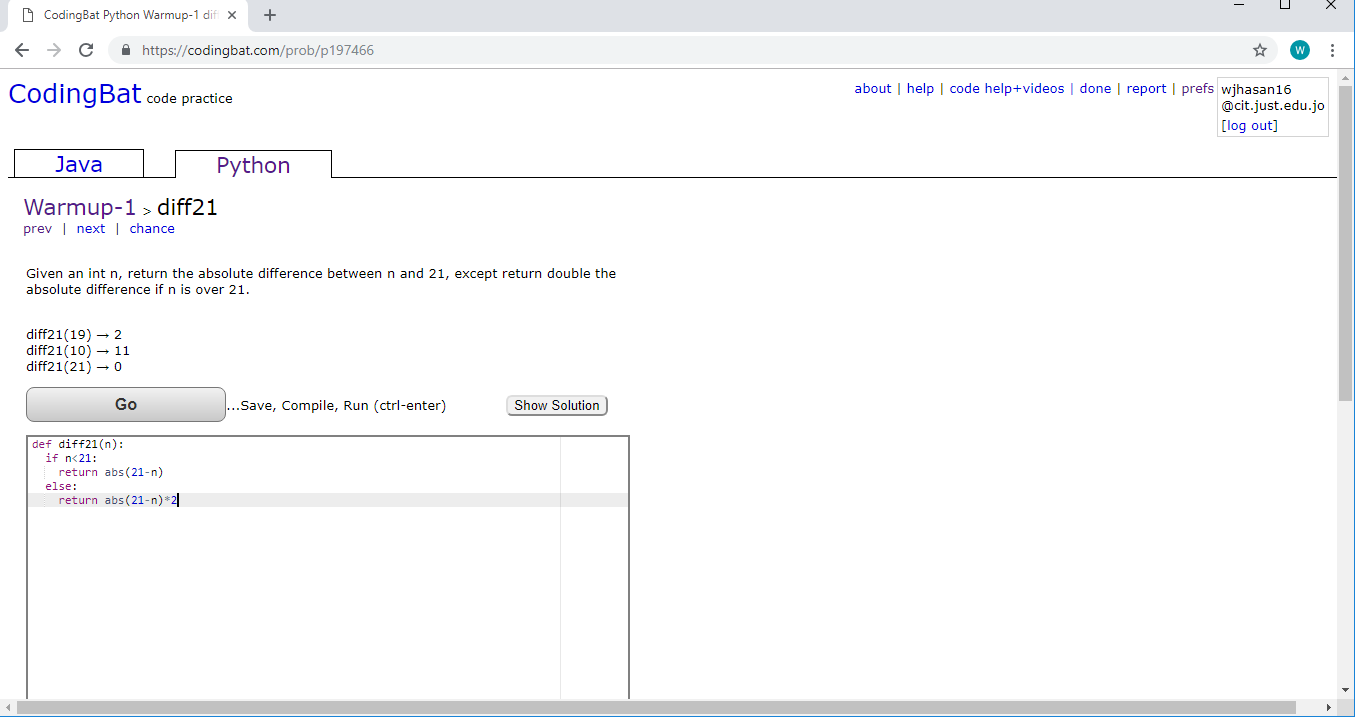 CodingBat Python Warmup-1 dif
https://codingbat.com/prob/p197466
W
CodingBat code practice
about | help | code help+videos | done | report | prefs
wjhasan16
@cit.just.edu.jo
[log out]
Java
Python
Warmup-1 > diff21
prev | next | chance
Given an int n, return the absolute difference between n and 21, except return double the
absolute difference if n is over 21.
diff21(19) → 2
diff21(10) → 11
diff21(21) → 0
Go
...Save, Compile, Run (ctrl-enter)
Show Solution
def diff21(n):
  if n<21:
    return abs(21-n)
  else:
    return abs(21-n)*2